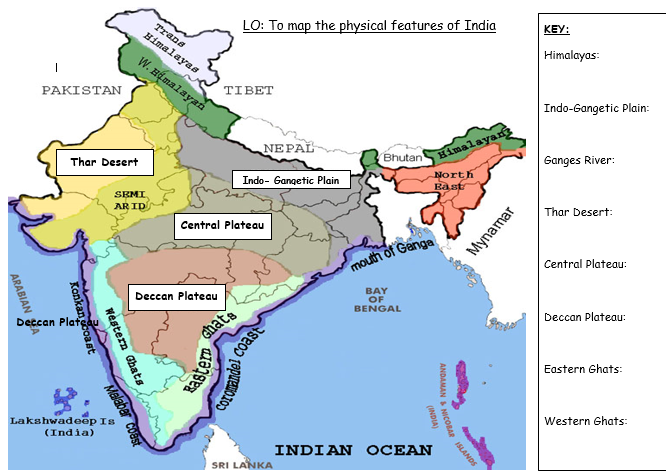 LO: To map the physical features of India
Trans
Himalayas
W. Himalayan
PAKISTAN
TIBET
NEPAL
Bhutan
Himalayan
Thar Desert
Indo- Gangetic Plain
North
East
SEMI
ARID
Central Plateau
Mynamar
mouth of Ganga
Deccan Plateau
BAY
OF
BENGAL
ARABIAN SEA
Konkan coast
Deccan Plateau
Western Ghats
Eastern Ghats
Coromandel coast
Malabar coast
Lakshwadeep Is
(India)
ANDAMAN & NICOBAR ISLANDS
(INDIA)
INDIAN OCEAN
SRI LANKA
KEY:
Himalayas:
Indo-Gangetic Plain:
Ganges River:
Thar Desert:
Central Plateau:
Deccan Plateau:
Eastern Ghats:
Western Ghats: